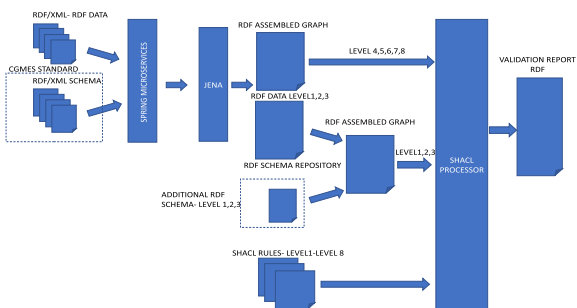 RDF/XML- RDF DATA
CGMES STANDARD
RDF/XML SCHEMA
SPRING MICROSERVICES
JENA
RDF ASSEMBLED GRAPH
LEVEL 4,5,6,7,8
RDF DATA LEVEL1,2,3
RDF ASSEMBLED GRAPH
LEVEL1,2,3
RDF SCHEMA REPOSITORY
ADDITIONAL RDF
SCHEMA- LEVEL 1,2,3
SHACL RULES- LEVEL1-LEVEL 8
SHACL
PROCESSOR
VALIDATION REPORT
RDF